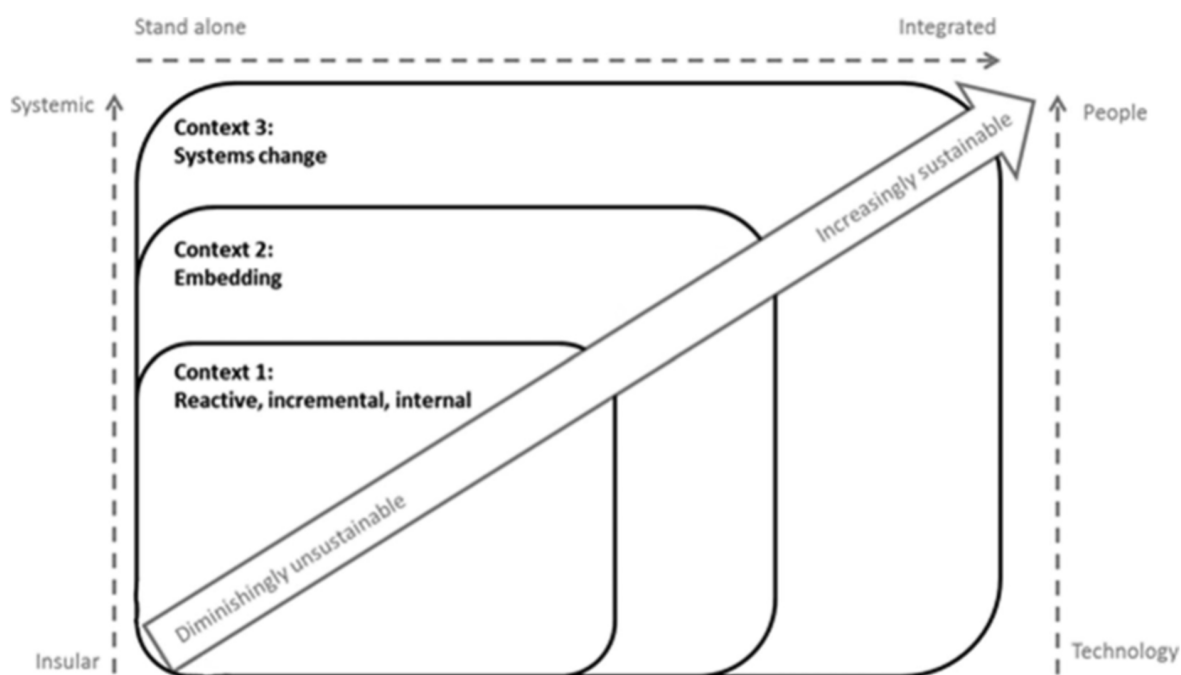 Stand alone
Integrated
Systemic
People
Context 3:
Systems change
Increasingly sustainable
Context 2:
Embedding
Context 1:
Reactive, incremental, internal
Diminishingly unsustainable
Insular
Technology